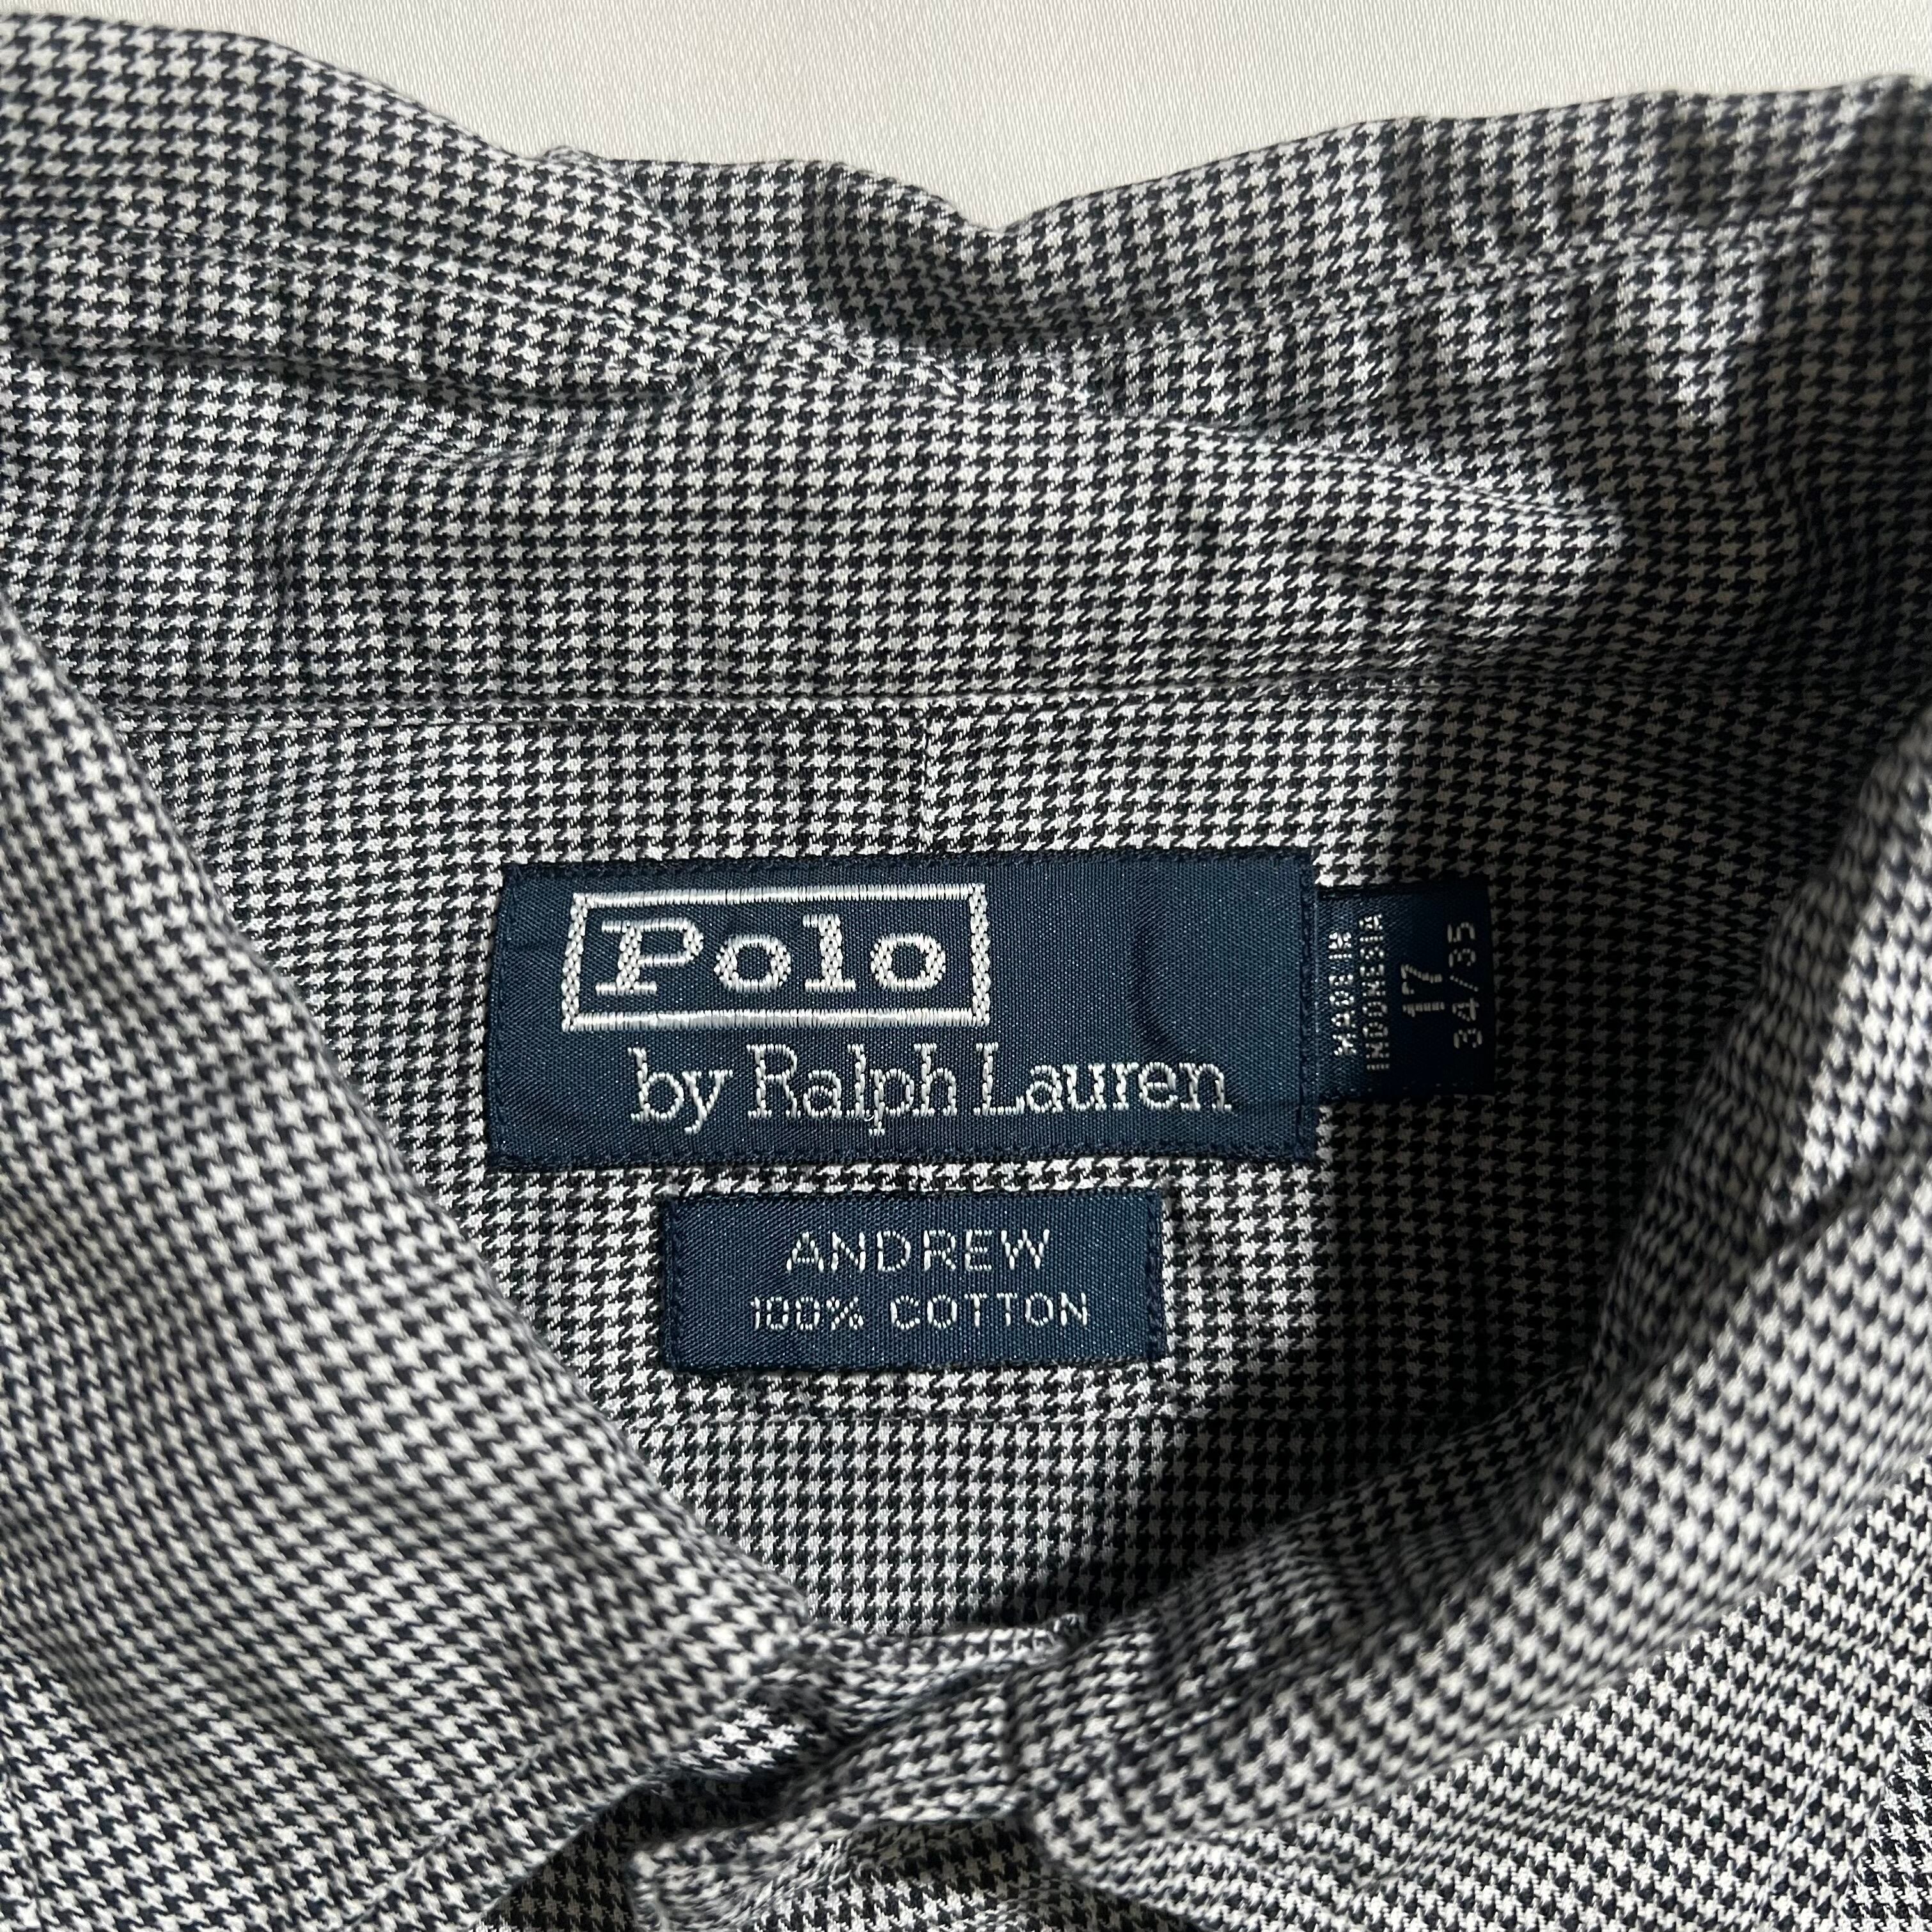 Polo
by Ralph Lauren
MADE IN
INDONESIA
17
34/35
ANDREW
100% COTTON